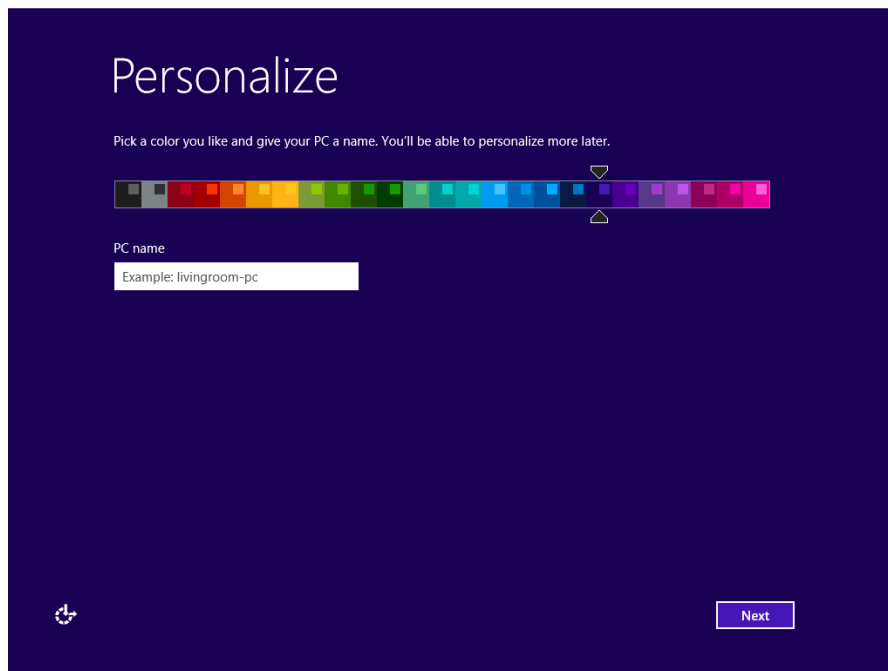 Personalize
Pick a color you like and give your PC a name. You'll be able to personalize more later.
PC name
Example: livingroom-pc
Next